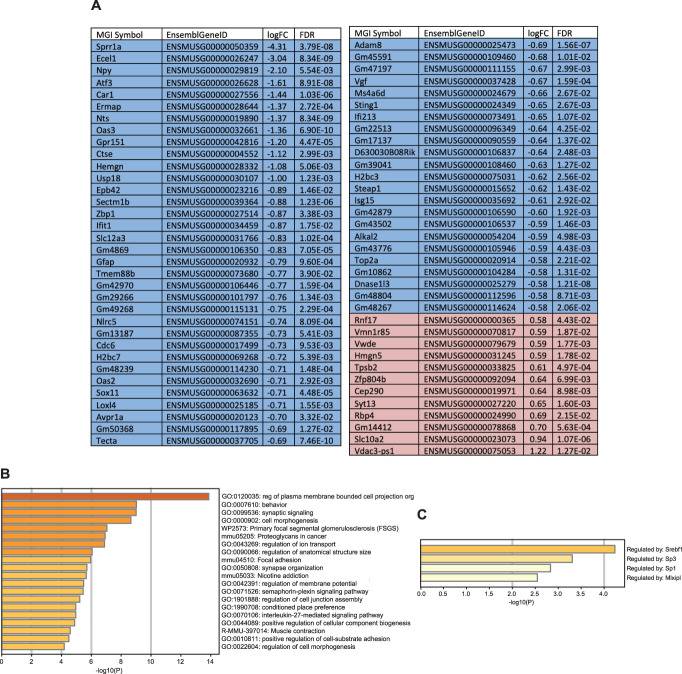 A
MGI Symbol EnsemblGeneID logFC FDR
Sprr1a ENSMUSG00000050359 -4.31 3.79E-08
Ecel1 ENSMUSG00000026247 -3.04 8.34E-09
Npy ENSMUSG00000029819 -2.10 5.54E-03
Atf3 ENSMUSG00000026628 -1.61 8.91E-08
Car1 ENSMUSG00000027556 -1.44 1.03E-06
Ermap ENSMUSG00000028644 -1.37 2.72E-04
Nts ENSMUSG00000019890 -1.37 8.34E-09
Oas3 ENSMUSG00000032661 -1.36 6.90E-10
Gpr151 ENSMUSG00000042816 -1.20 4.47E-05
Ctse ENSMUSG00000004552 -1.12 2.99E-03
Hemgn ENSMUSG00000028332 -1.08 5.06E-03
Usp18 ENSMUSG00000030107 -1.00 1.23E-03
Epb42 ENSMUSG00000023216 -0.89 1.46E-02
Sectm1b ENSMUSG00000039364 -0.88 1.23E-06
Zbp1 ENSMUSG00000027514 -0.87 3.38E-03
Ifit1 ENSMUSG00000034459 -0.87 1.75E-02
Slc12a3 ENSMUSG00000031766 -0.83 1.02E-04
Gm4869 ENSMUSG00000106350 -0.83 7.05E-05
Gfap ENSMUSG00000020932 -0.79 9.60E-04
Tmem88b ENSMUSG00000073680 -0.77 3.90E-02
Gm42970 ENSMUSG00000106446 -0.77 1.59E-04
Gm29266 ENSMUSG00000101797 -0.76 1.34E-03
Gm49268 ENSMUSG00000115131 -0.75 2.29E-04
Nlrc5 ENSMUSG00000074151 -0.74 8.09E-04
Gm13187 ENSMUSG00000087355 -0.73 5.41E-03
Cdc6 ENSMUSG00000017499 -0.73 9.53E-03
H2bc7 ENSMUSG00000069268 -0.72 5.39E-03
Gm48239 ENSMUSG00000114230 -0.71 1.48E-04
Oas2 ENSMUSG00000032690 -0.71 2.92E-03
Sox11 ENSMUSG00000063632 -0.71 4.48E-05
Loxl4 ENSMUSG00000025185 -0.71 1.55E-03
Avpr1a ENSMUSG00000020123 -0.70 3.32E-02
Gm50368 ENSMUSG00000117895 -0.69 1.20E-02
Tecta ENSMUSG00000037705 -0.69 7.46E-10
MGI Symbol EnsemblGeneID logFC FDR
Adam8 ENSMUSG00000025473 -0.69 1.56E-07
Gm45591 ENSMUSG00000109460 -0.68 1.01E-02
Gm47197 ENSMUSG00000111155 -0.67 2.99E-03
Vgf ENSMUSG00000037428 -0.67 1.59E-04
Ms4a6d ENSMUSG00000024679 -0.66 2.67E-02
Sting1 ENSMUSG00000024349 -0.65 2.67E-03
Ifi213 ENSMUSG00000073491 -0.65 1.07E-02
Gm22513 ENSMUSG00000096349 -0.64 4.25E-02
Gm17137 ENSMUSG00000090559 -0.64 1.37E-02
D630030B08Rik ENSMUSG00000106837 -0.64 2.48E-03
Gm39041 ENSMUSG00000108460 -0.63 1.27E-02
H2bc3 ENSMUSG00000075031 -0.62 2.56E-02
Steap1 ENSMUSG00000015652 -0.62 1.43E-02
Isg15 ENSMUSG00000035692 -0.61 2.92E-02
Gm42879 ENSMUSG00000106590 -0.60 1.92E-03
Gm43502 ENSMUSG00000106537 -0.59 1.46E-03
Alkal2 ENSMUSG00000054204 -0.59 4.98E-03
Gm43776 ENSMUSG00000105946 -0.59 4.43E-03
Top2a ENSMUSG00000020914 -0.58 2.21E-02
Gm10862 ENSMUSG00000104284 -0.58 1.31E-02
Dnase1l3 ENSMUSG00000025279 -0.58 1.21E-08
Gm48804 ENSMUSG00000112596 -0.58 8.71E-03
Gm48267 ENSMUSG00000114624 -0.58 2.06E-02
Rnf17 ENSMUSG00000000365 0.58 4.43E-02
Vmn1r85 ENSMUSG00000070817 0.59 1.87E-02
Vwde ENSMUSG00000079679 0.59 1.77E-03
Hmgn5 ENSMUSG00000031245 0.59 1.78E-02
Tpsb2 ENSMUSG00000033825 0.61 4.97E-04
Zfp804b ENSMUSG00000092094 0.64 6.99E-03
Cep290 ENSMUSG00000019971 0.64 8.98E-03
Syt13 ENSMUSG00000027220 0.65 1.60E-03
Rbp4 ENSMUSG00000024990 0.69 2.15E-02
Gm14412 ENSMUSG00000078868 0.70 5.63E-04
Slc10a2 ENSMUSG00000023073 0.94 1.07E-06
Vdac3-ps1 ENSMUSG00000075053 1.22 1.27E-02
B
GO:0120035: reg of plasma membrane bounded cell projection org
GO:0007610: behavior
GO:0099536: synaptic signaling
GO:0000902: cell morphogenesis
WP2573: Primary focal segmental glomerulosclerosis (FSGS)
mmu05205: Proteoglycans in cancer
GO:0043269: regulation of ion transport
GO:0090066: regulation of anatomical structure size
mmu04510: Focal adhesion
GO:0050808: synapse organization
mmu05033: Nicotine addiction
GO:0042391: regulation of membrane potential
GO:0071526: semaphorin-plexin signaling pathway
GO:1901888: regulation of cell junction assembly
GO:1990708: conditioned place preference
GO:0070106: interleukin-27-mediated signaling pathway
GO:0044089: positive regulation of cellular component biogenesis
R-MMU-397014: Muscle contraction
GO:0010811: positive regulation of cell-substrate adhesion
GO:0022604: regulation of cell morphogenesis
0 2 4 6 8 10 12 14
-log10(P)
C
Regulated by: Srebf1
Regulated by: Sp3
Regulated by: Sp1
Regulated by: Mlxipl
0.0 0.5 1.0 1.5 2.0 2.5 3.0 3.5 4.0
-log10(P)